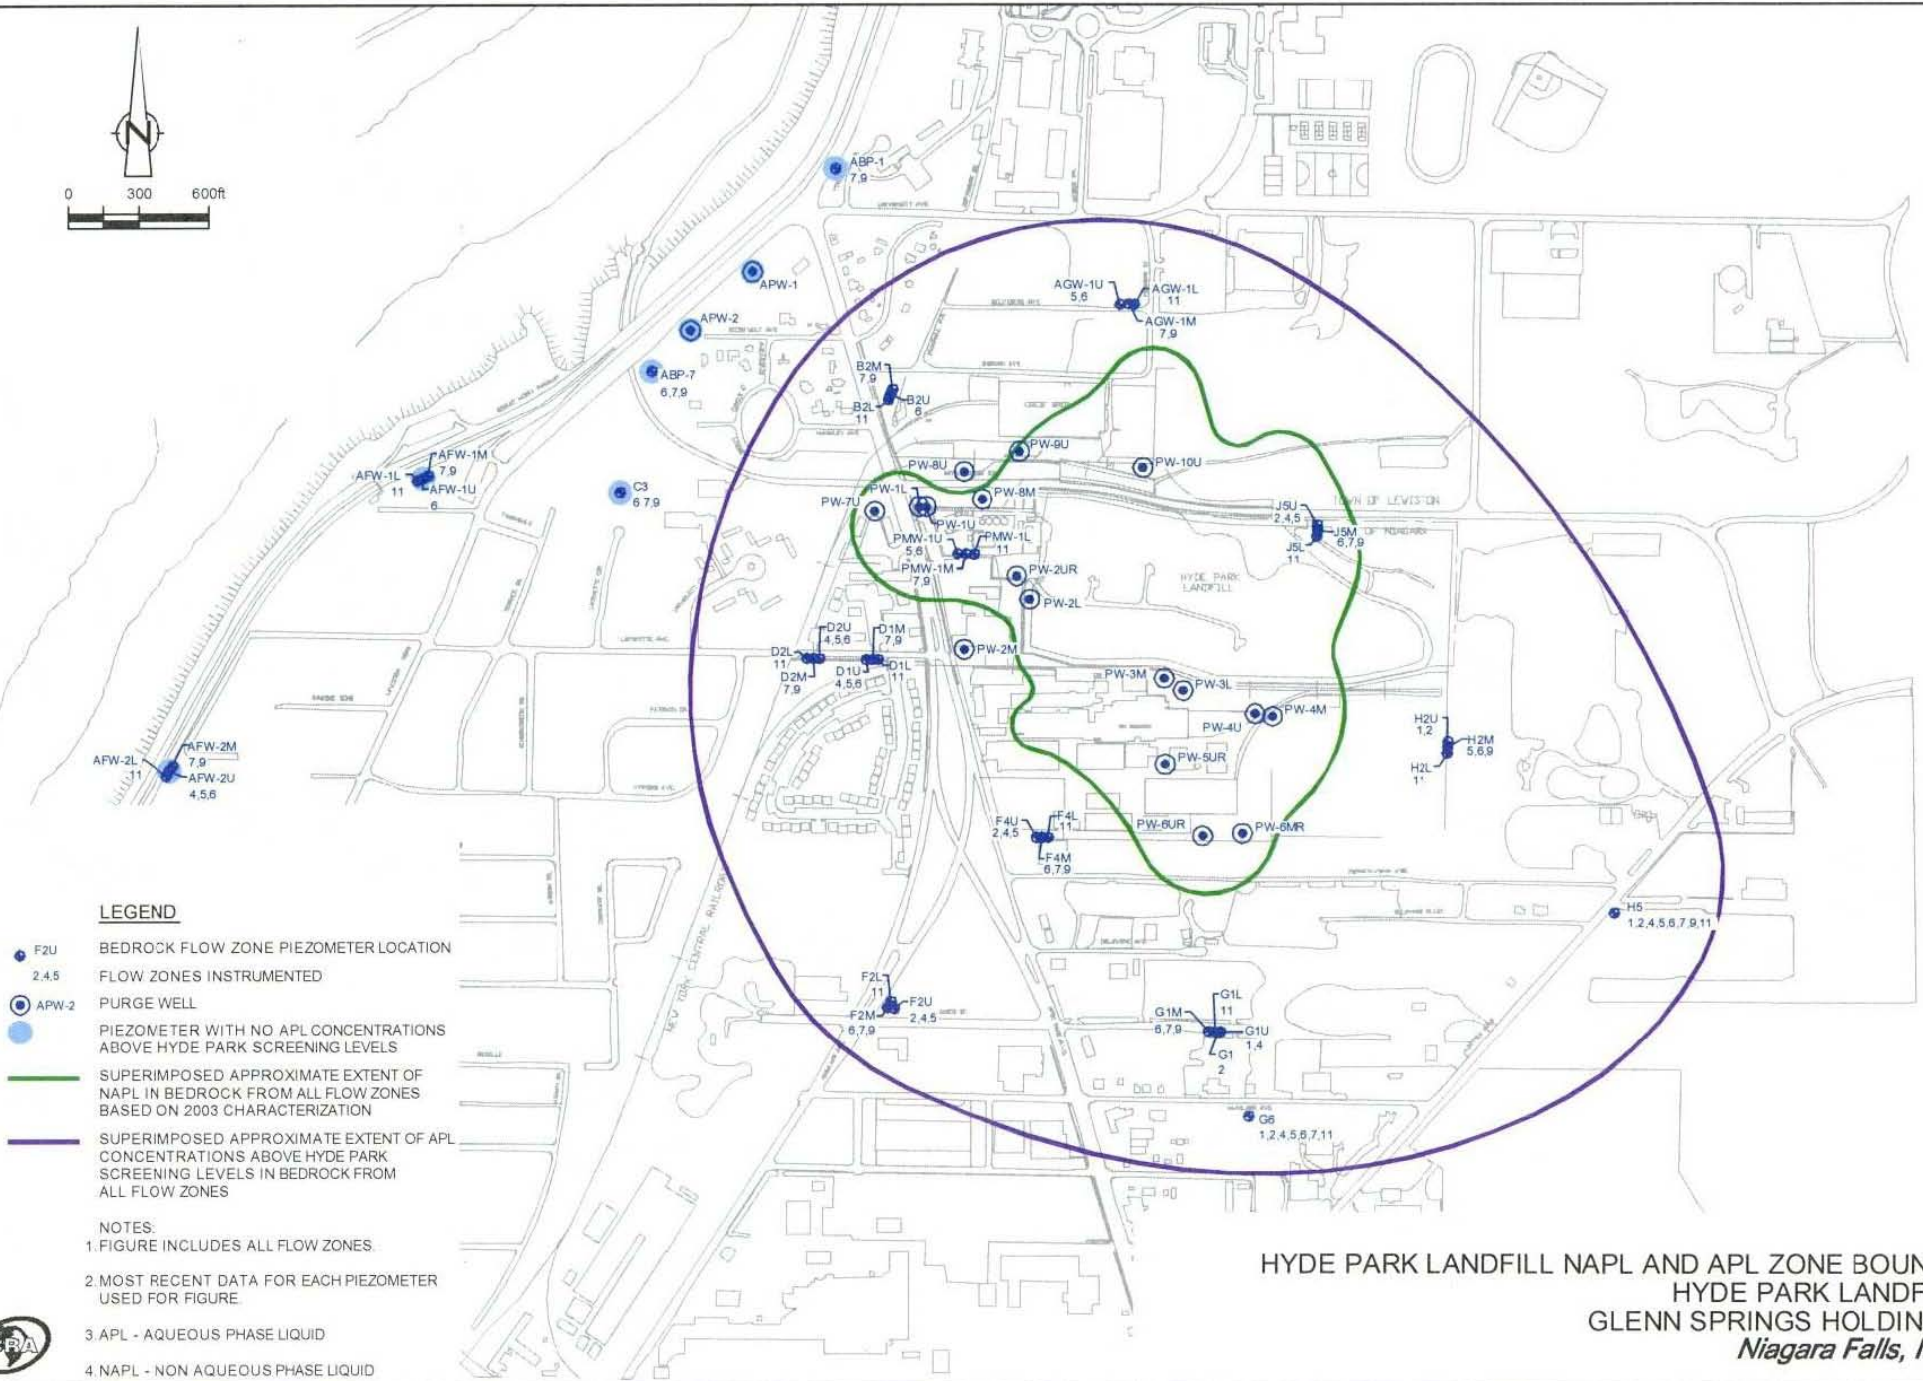 N
0 300 600ft
ABP-1
7,9
APW-1
APW-2
ABP-7
6,7,9
AFW-1M
7,9
AFW-1L
11
AFW-1U
6
C3
6 7,9
AFW-2M
7,9
AFW-2L
11
AFW-2U
4,5,6
AGW-1U
5,6
AGW-1L
11
AGW-1M
7,9
B2M
7,9
B2L
11
B2U
6
PW-9U
PW-8U
PW-10U
PW-1L
PW-8M
PW-7U
PW-1U
PMW-1U
5,6
PMW-1L
11
PMW-1M
7,9
PW-2UR
PW-2L
PW-2M
TOWN OF LEWISTON
OF NIAGARA
J5U
2,4,5
J5M
6,7,9
J5L
11
HYDE PARK
LANDFILL
D2U
4,5,6
D1M
7,9
D2L
11
D2M
7,9
D1U
4,5,6
D1L
11
PW-3M
PW-3L
PW-4U
PW-4M
PW-5UR
PW-6UR
PW-6MR
H2U
1,2
H2M
5,6,9
H2L
11
F4U
2,4,5
F4L
11
F4M
6,7,9
H5
1,2,4,5,6,7,9,11
F2L
11
F2U
2,4,5
F2M
6,7,9
G1L
11
G1M
6,7,9
G1U
1,4
G1
2
G6
1,2,4,5,6,7,11
NEW YORK CENTRAL RAILROAD
LEGEND
F2U BEDROCK FLOW ZONE PIEZOMETER LOCATION
2,4,5 FLOW ZONES INSTRUMENTED
APW-2 PURGE WELL
PIEZOMETER WITH NO APL CONCENTRATIONS
ABOVE HYDE PARK SCREENING LEVELS
SUPERIMPOSED APPROXIMATE EXTENT OF
NAPL IN BEDROCK FROM ALL FLOW ZONES
BASED ON 2003 CHARACTERIZATION
SUPERIMPOSED APPROXIMATE EXTENT OF APL
CONCENTRATIONS ABOVE HYDE PARK
SCREENING LEVELS IN BEDROCK FROM
ALL FLOW ZONES
NOTES:
1. FIGURE INCLUDES ALL FLOW ZONES.
2. MOST RECENT DATA FOR EACH PIEZOMETER
USED FOR FIGURE.
3. APL - AQUEOUS PHASE LIQUID
4. NAPL - NON AQUEOUS PHASE LIQUID
RA
HYDE PARK LANDFILL NAPL AND APL ZONE BOUN
HYDE PARK LANDF
GLENN SPRINGS HOLDIN
Niagara Falls,